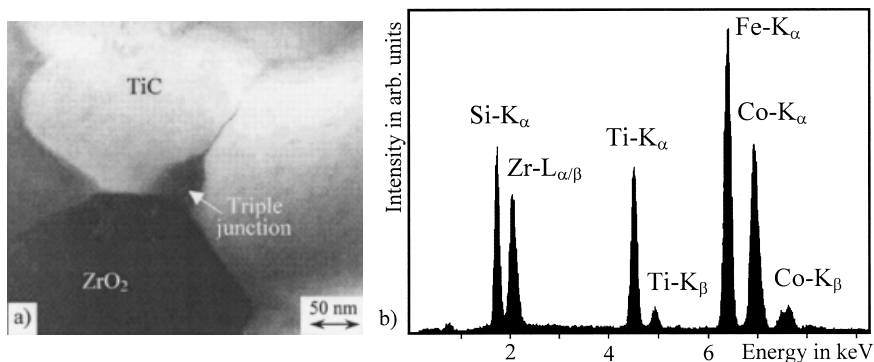 TiC
Triple
junction
ZrO₂
a)
50 nm
Intensity in arb. units
Fe-Kα
Si-Kα
Co-Kα
Ti-Kα
Zr-Lα/β
Ti-Kβ
Co-Kβ
b)
2
4
6
Energy in keV